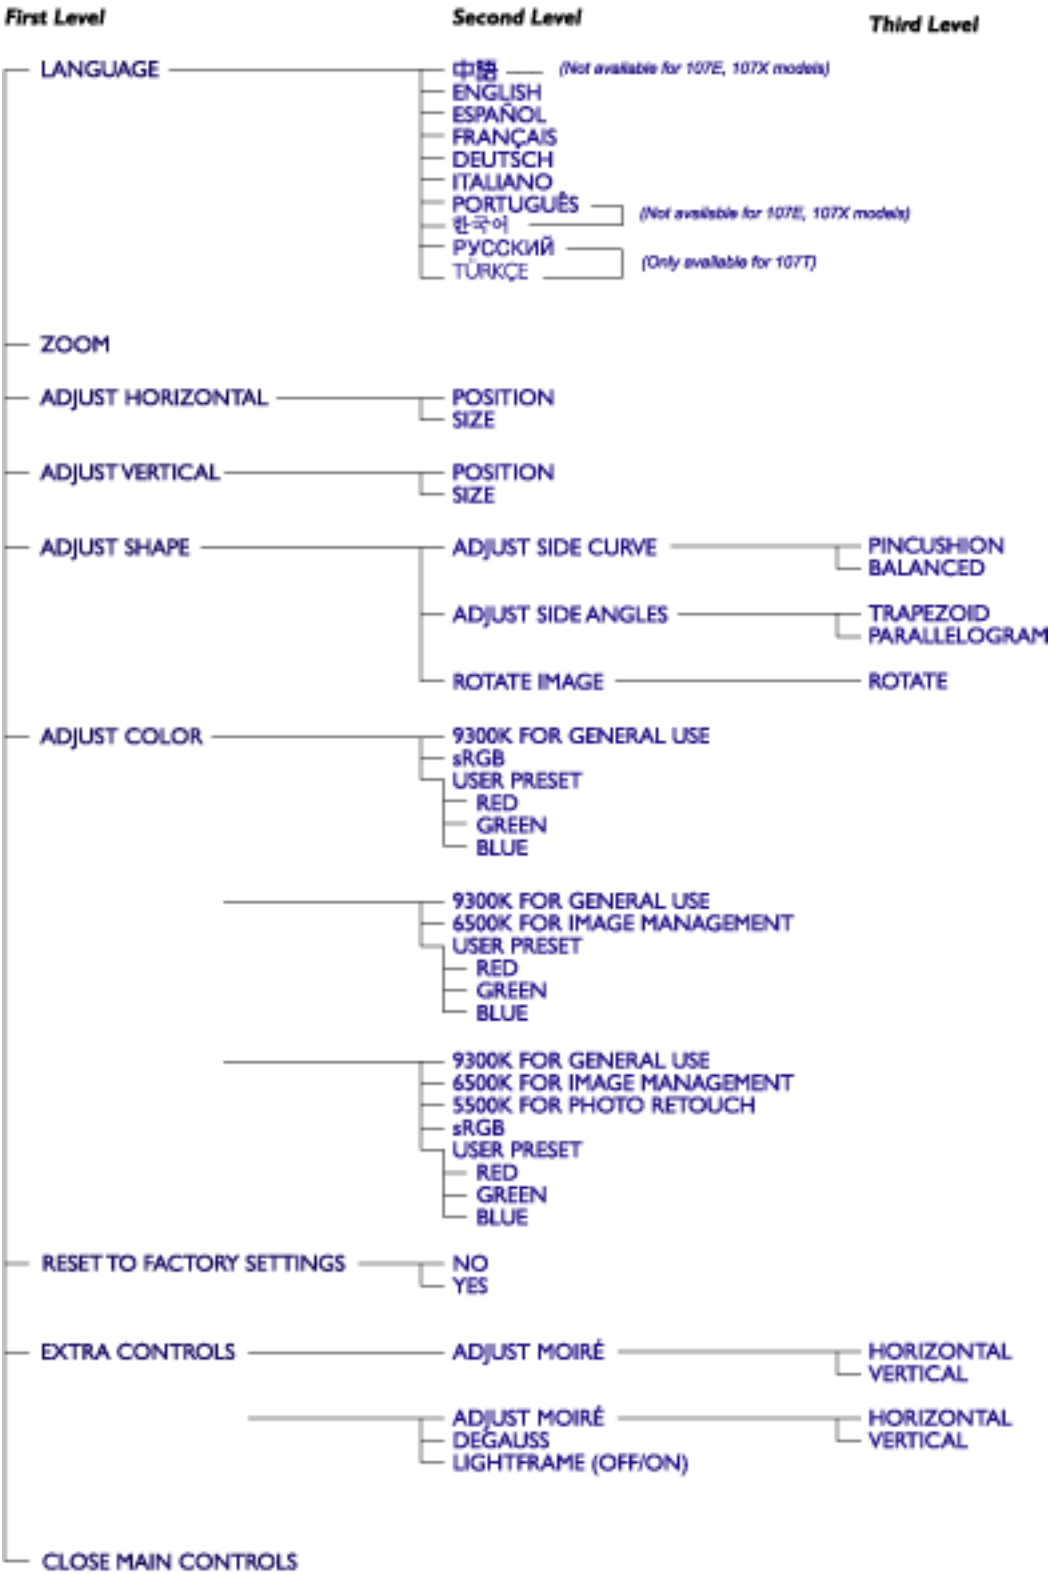 First Level Second Level Third Level
LANGUAGE 中語 (Not available for 107E, 107X models)
ENGLISH
ESPAÑOL
FRANÇAIS
DEUTSCH
ITALIANO
PORTUGUÊS
(Not available for 107E, 107X models)
한국어
РУССКИЙ
(Only available for 107T)
TÜRKÇE
ZOOM
ADJUST HORIZONTAL POSITION
SIZE
ADJUST VERTICAL POSITION
SIZE
ADJUST SHAPE ADJUST SIDE CURVE PINCUSHION
BALANCED
ADJUST SIDE ANGLES TRAPEZOID
PARALLELOGRAM
ROTATE IMAGE ROTATE
ADJUST COLOR 9300K FOR GENERAL USE
sRGB
USER PRESET
RED
GREEN
BLUE
9300K FOR GENERAL USE
6500K FOR IMAGE MANAGEMENT
USER PRESET
RED
GREEN
BLUE
9300K FOR GENERAL USE
6500K FOR IMAGE MANAGEMENT
5500K FOR PHOTO RETOUCH
sRGB
USER PRESET
RED
GREEN
BLUE
RESET TO FACTORY SETTINGS NO
YES
EXTRA CONTROLS ADJUST MOIRÉ HORIZONTAL
VERTICAL
ADJUST MOIRÉ HORIZONTAL
DEGAUSS VERTICAL
LIGHTFRAME (OFF/ON)
CLOSE MAIN CONTROLS